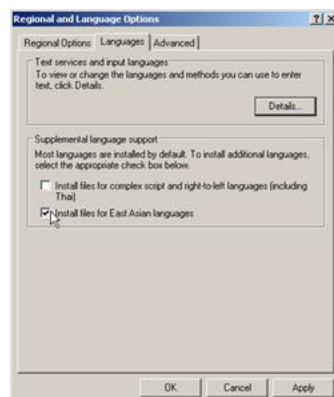 Regional and Language Options
Regional Options Languages Advanced
Text services and input languages
To view or change the languages and methods you can use to enter
text, click Details.
Details...
Supplemental language support
Most languages are installed by default. To install additional languages,
select the appropriate check box below.
Install files for complex script and right-to-left languages (including
Thai)
Install files for East Asian languages
OK Cancel Apply